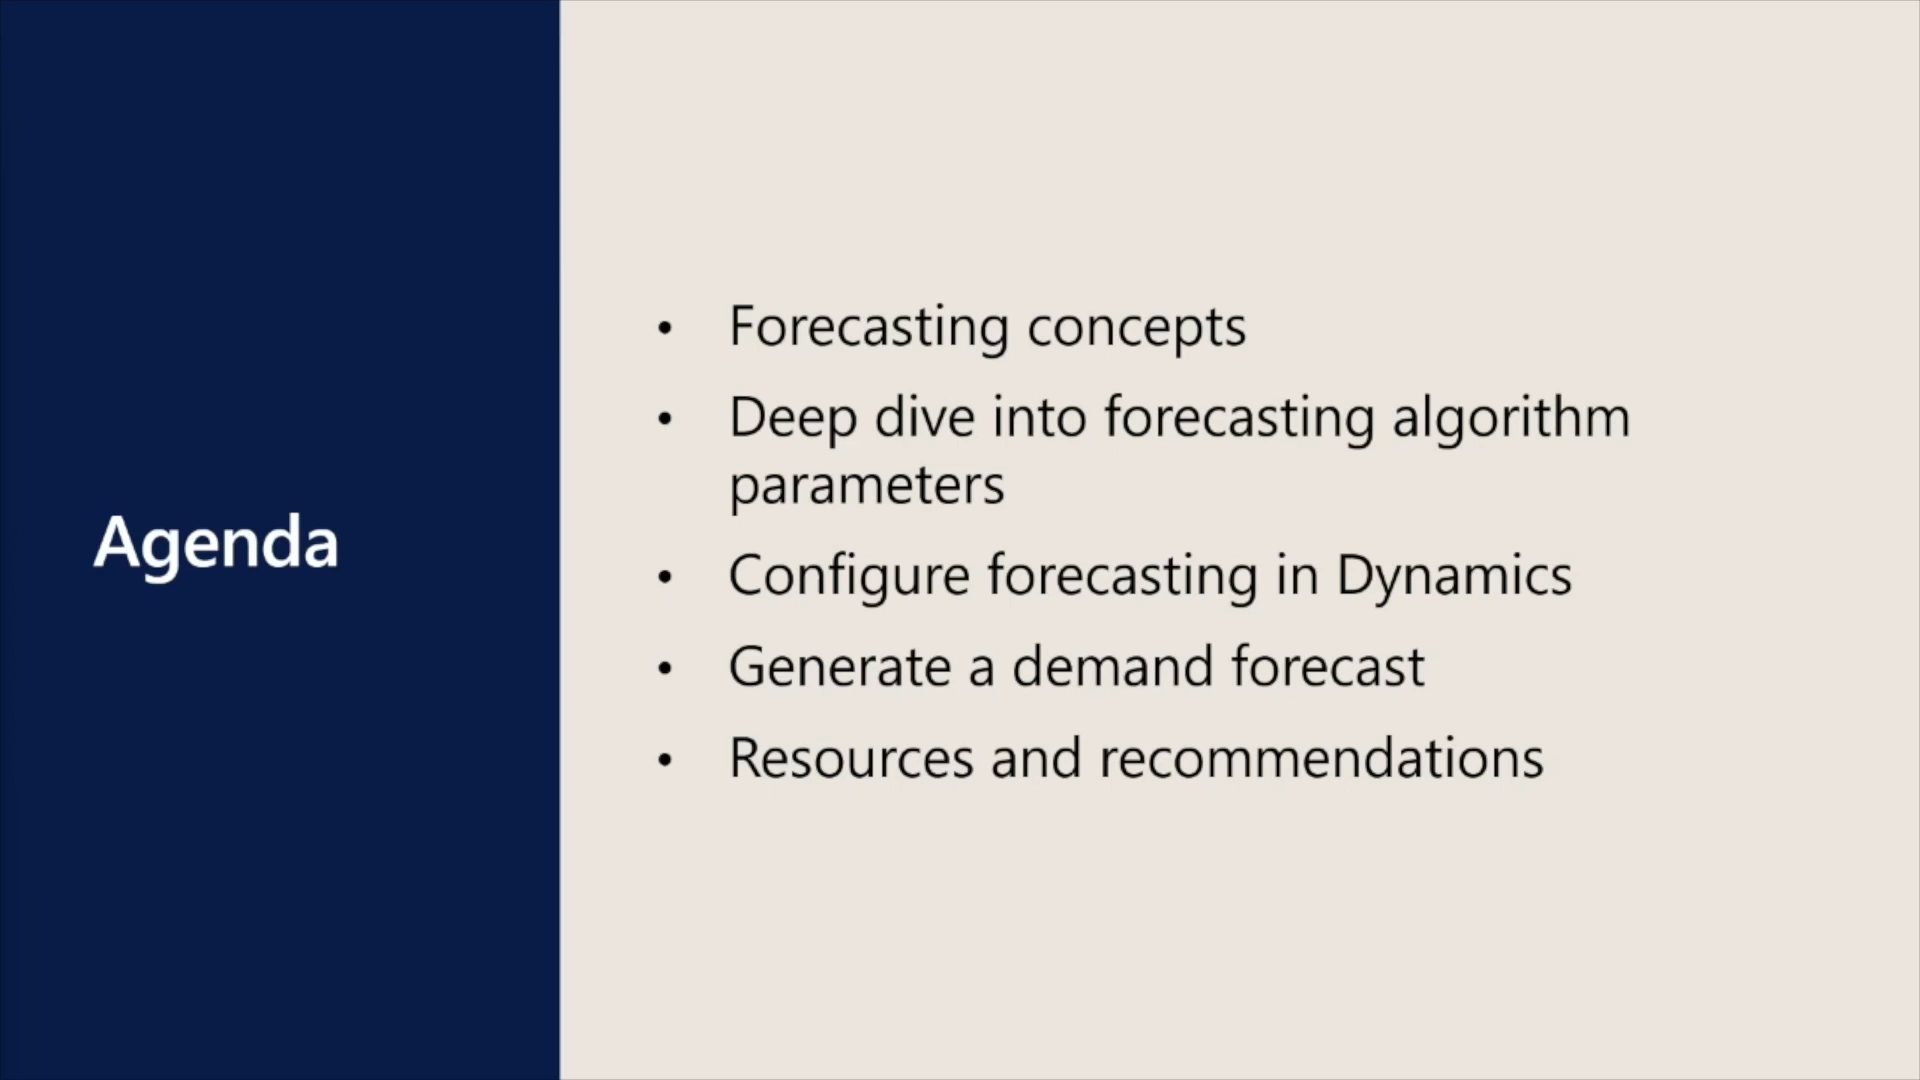 Agenda
• Forecasting concepts
• Deep dive into forecasting algorithm
parameters
• Configure forecasting in Dynamics
• Generate a demand forecast
• Resources and recommendations